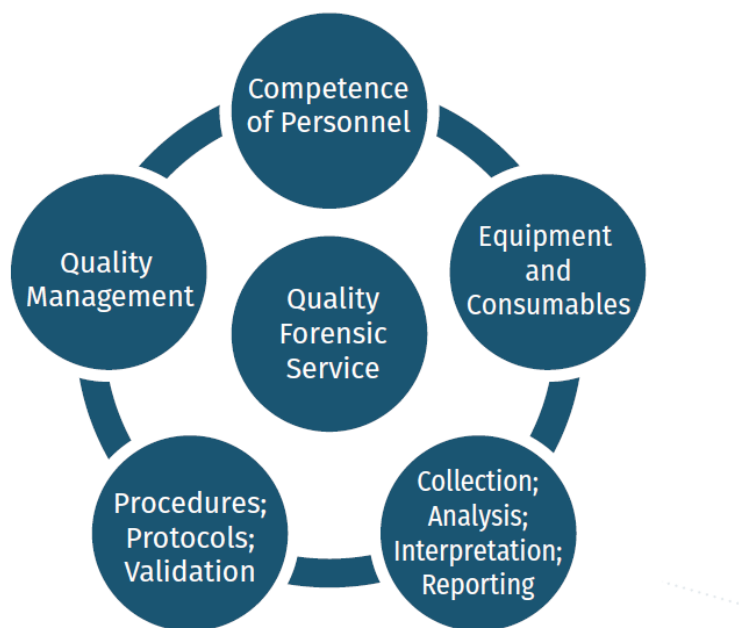 Competence
of Personnel
Equipment
and
Consumables
Collection;
Analysis;
Interpretation;
Reporting
Procedures;
Protocols;
Validation
Quality
Management
Quality
Forensic
Service